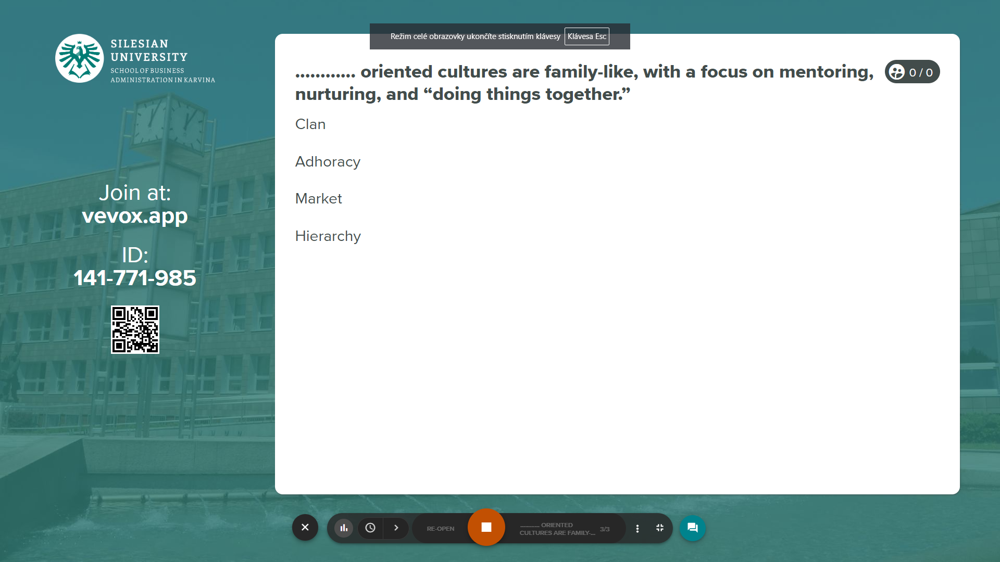 SILESIAN
UNIVERSITY
SCHOOL OF BUSINESS
ADMINISTRATION IN KARVINA
Join at:
vevox.app
ID:
141-771-985
Režim celé obrazovky ukončíte stisknutím klávesy Klávesa Esc
............ oriented cultures are family-like, with a focus on mentoring,
nurturing, and “doing things together.”
0 / 0
Clan
Adhoracy
Market
Hierarchy
RE-OPEN
............ ORIENTED
CULTURES ARE FAMILY-...
3/3